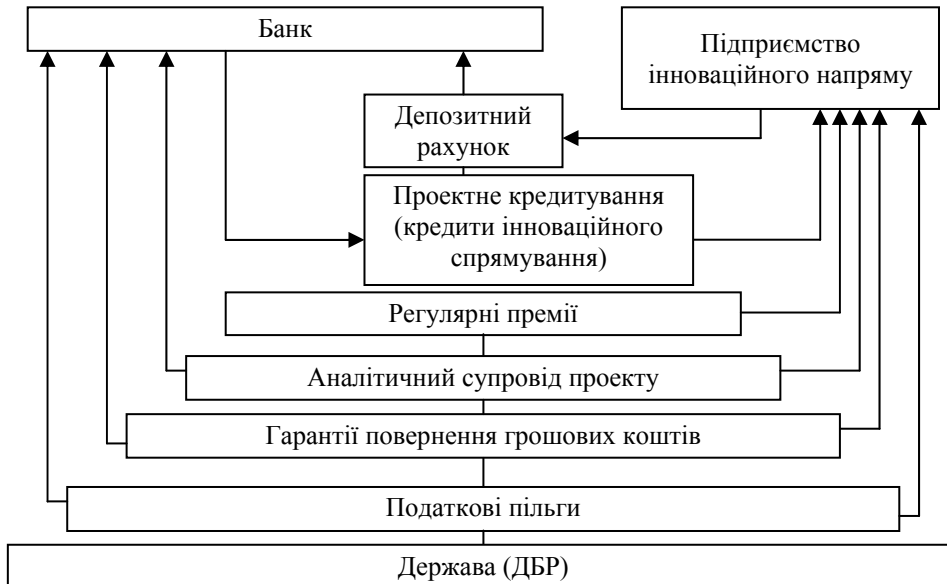 Банк
Підприємство
інноваційного напряму
Депозитний
рахунок
Проектне кредитування
(кредити інноваційного
спрямування)
Регулярні премії
Аналітичний супровід проекту
Гарантії повернення грошових коштів
Податкові пільги
Держава (ДБР)